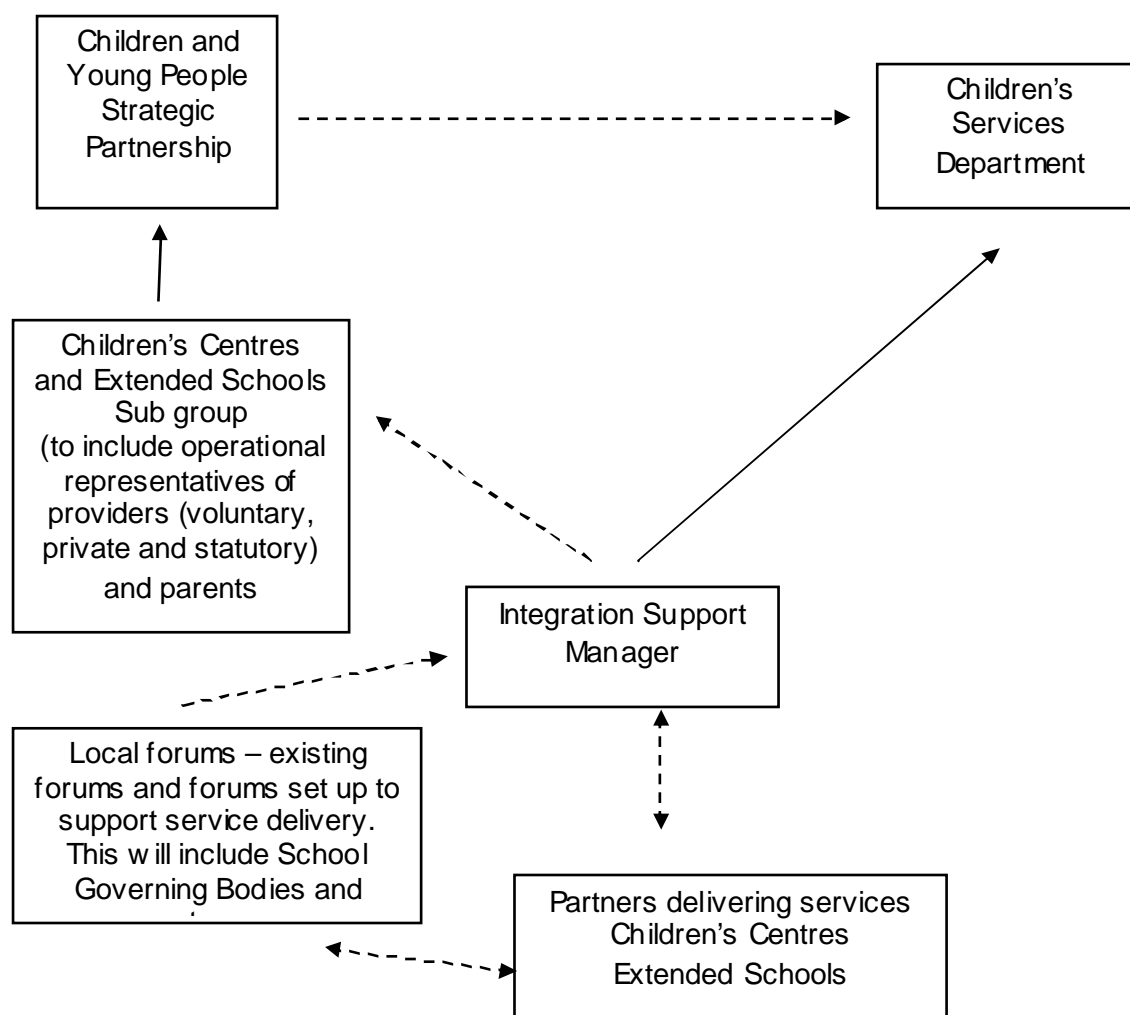 Children and
Young People
Strategic
Partnership
Children's
Services
Department
Children's Centres
and Extended Schools
Sub group
(to include operational
representatives of
providers (voluntary,
private and statutory)
and parents
Integration Support
Manager
Local forums – existing
forums and forums set up to
support service delivery.
This will include School
Governing Bodies and
Partners delivering services
Children's Centres
Extended Schools